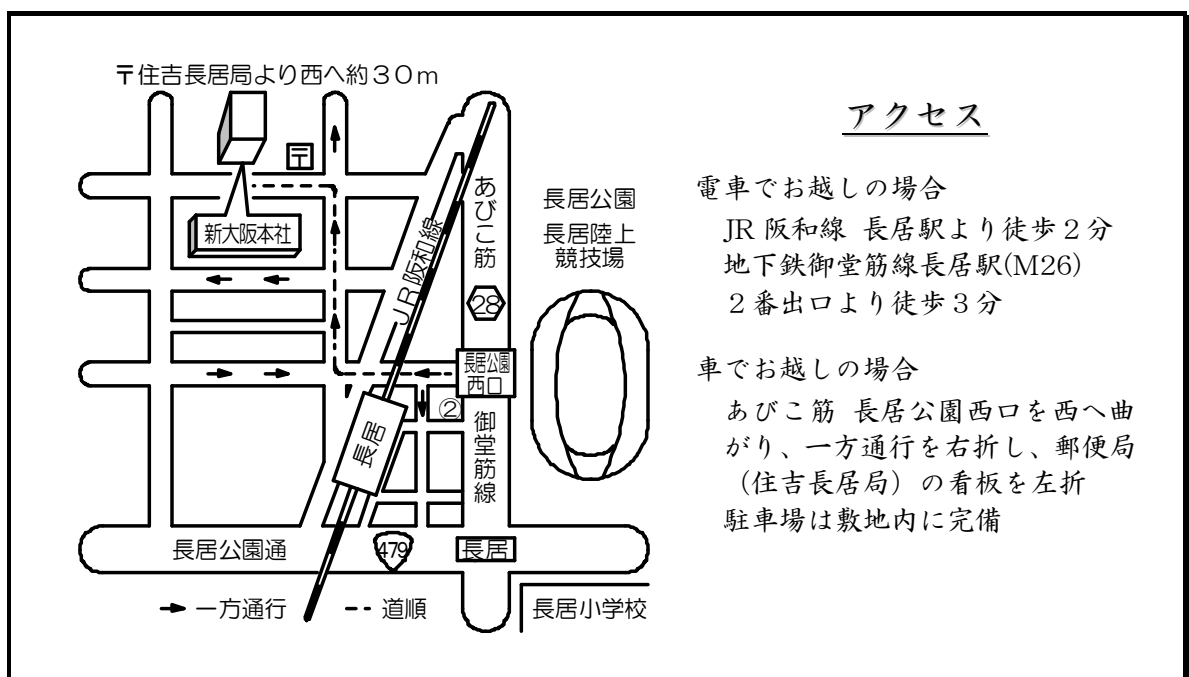 〒住吉長居局より西へ約30m
〒
新大阪本社
JR阪和線
あびこ筋
28
長居公園
長居陸上
競技場
長居公園
西口
②
御堂筋線
長居
長居公園通
479
長居
→ 一方通行
-- 道順
長居小学校
アクセス
電車でお越しの場合
JR 阪和線 長居駅より徒歩2分
地下鉄御堂筋線長居駅(M26)
2番出口より徒歩3分
車でお越しの場合
あびこ筋 長居公園西口を西へ曲
がり、一方通行を右折し、郵便局
(住吉長居局)の看板を左折
駐車場は敷地内に完備